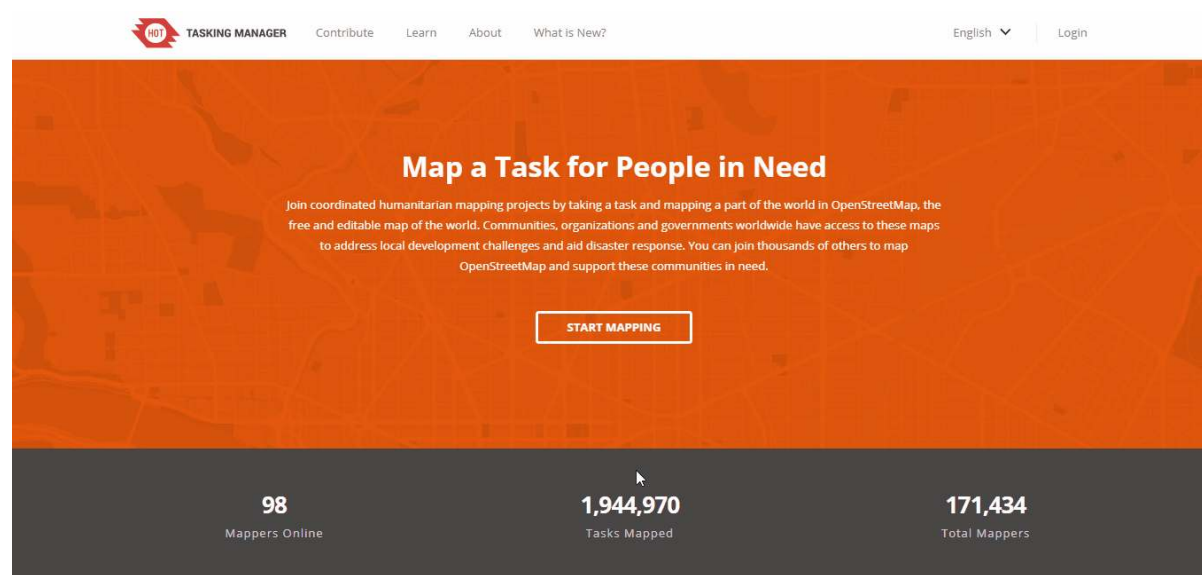 HOT TASKING MANAGER Contribute Learn About What is New? English Login
Map a Task for People in Need
Join coordinated humanitarian mapping projects by taking a task and mapping a part of the world in OpenStreetMap, the
free and editable map of the world. Communities, organizations and governments worldwide have access to these maps
to address local development challenges and aid disaster response. You can join thousands of others to map
OpenStreetMap and support these communities in need.
START MAPPING
98 1,944,970 171,434
Mappers Online Tasks Mapped Total Mappers